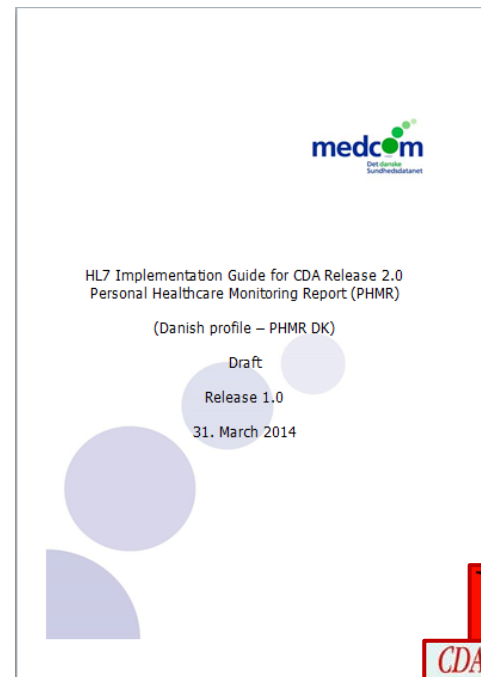 medcom
Det danske
Sundhedsdatanet
HL7 Implementation Guide for CDA Release 2.0
Personal Healthcare Monitoring Report (PHMR)
(Danish profile – PHMR DK)
Draft
Release 1.0
31. March 2014
CDA